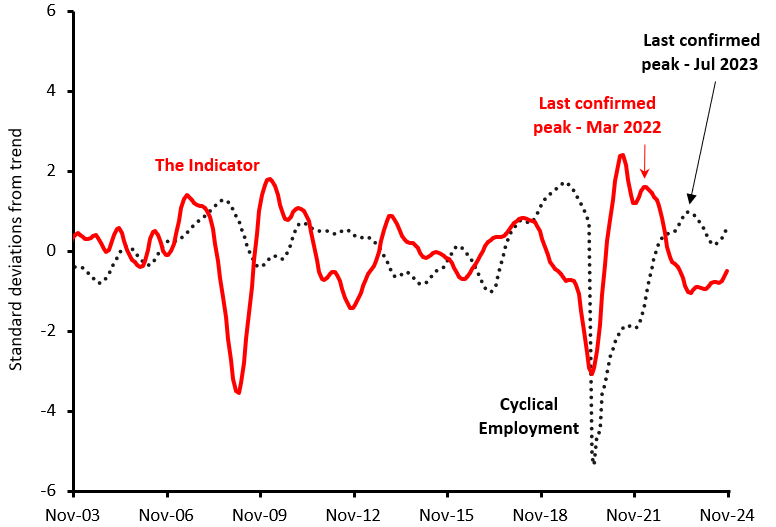 6
4
2
0
-2
-4
-6
Standard deviations from trend
Last confirmed
peak - Jul 2023
Last confirmed
peak - Mar 2022
The Indicator
Cyclical
Employment
Nov-03
Nov-06
Nov-09
Nov-12
Nov-15
Nov-18
Nov-21
Nov-24